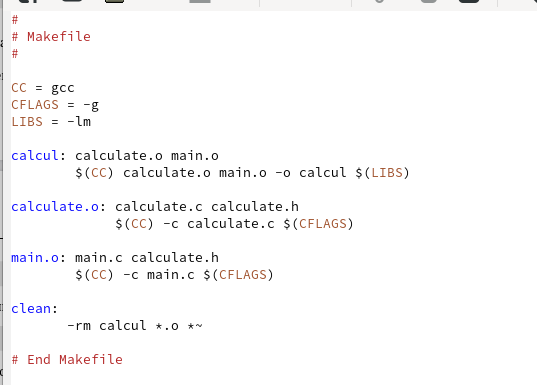 #
# Makefile
#
CC = gcc
CFLAGS = -g
LIBS = -lm
calcul: calculate.o main.o
$(CC) calculate.o main.o -o calcul $(LIBS)
calculate.o: calculate.c calculate.h
$(CC) -c calculate.c $(CFLAGS)
main.o: main.c calculate.h
$(CC) -c main.c $(CFLAGS)
clean:
-rm calcul *.o *~
# End Makefile